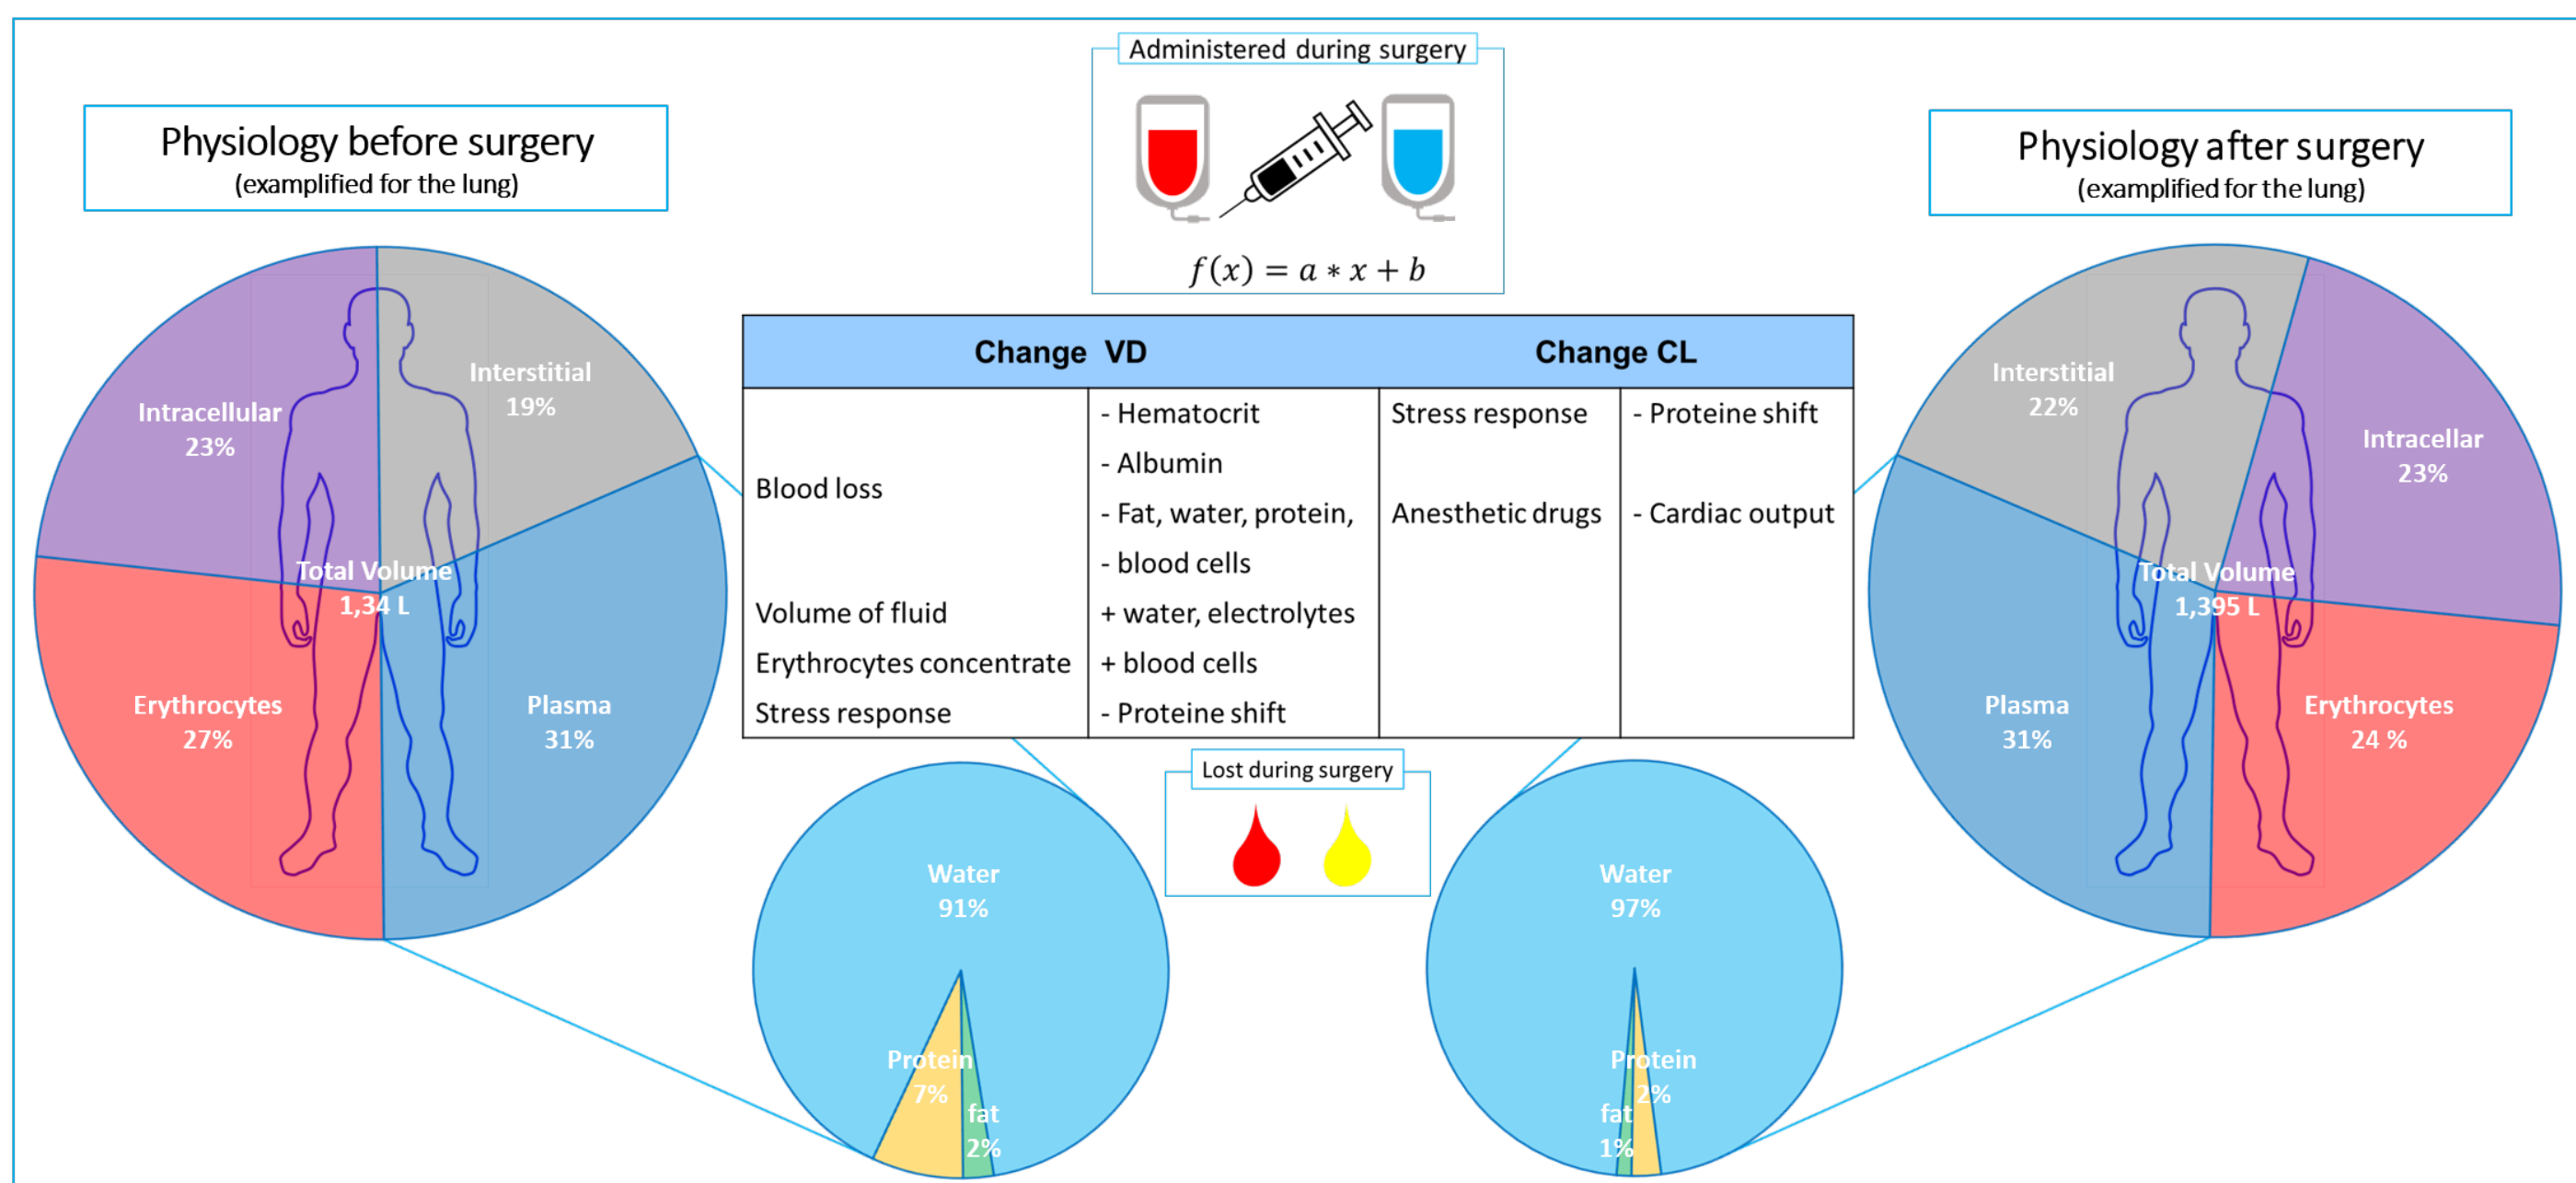 Administered during surgery
f(x) = a ∗ x + b
Physiology before surgery
(examplified for the lung)
Intracellular
23%
Interstitial
19%
Total Volume
1,34 L
Erythrocytes
27%
Plasma
31%
Change VD
Change CL
Blood loss
- Hematocrit
- Albumin
- Fat, water, protein,
- blood cells
Volume of fluid
+ water, electrolytes
Erythrocytes concentrate
+ blood cells
Stress response
- Proteine shift
Stress response
- Proteine shift
Anesthetic drugs
- Cardiac output
Lost during surgery
Water
91%
Protein
7%
fat
2%
Water
97%
Protein
2%
fat
1%
Physiology after surgery
(examplified for the lung)
Interstitial
22%
Intracellar
23%
Total Volume
1,395 L
Plasma
31%
Erythrocytes
24 %